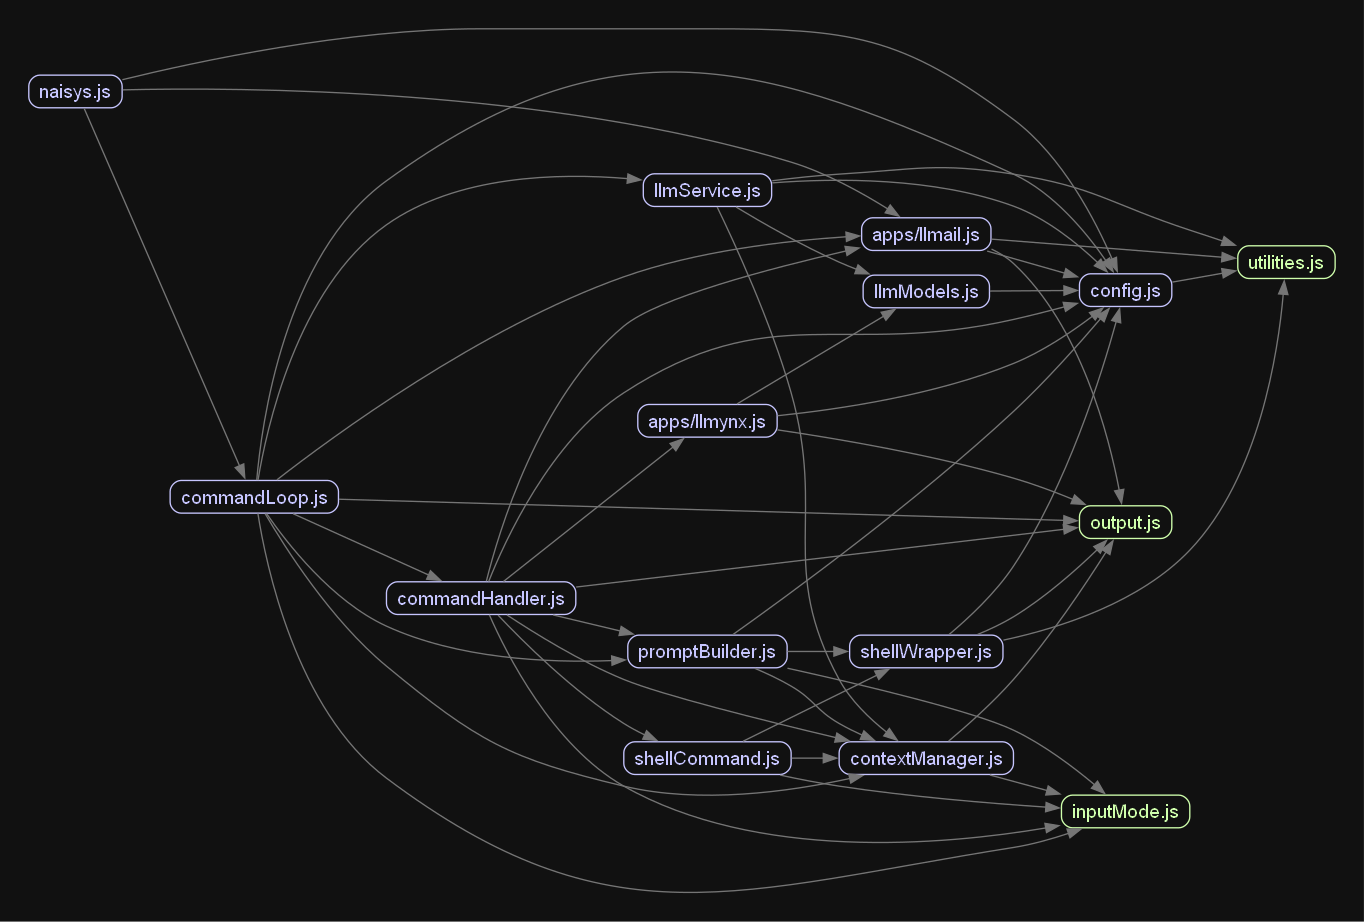 naisys.js
llmService.js
apps/llmail.js
utilities.js
llmModels.js
config.js
apps/llmynx.js
commandLoop.js
output.js
commandHandler.js
promptBuilder.js
shellWrapper.js
shellCommand.js
contextManager.js
inputMode.js